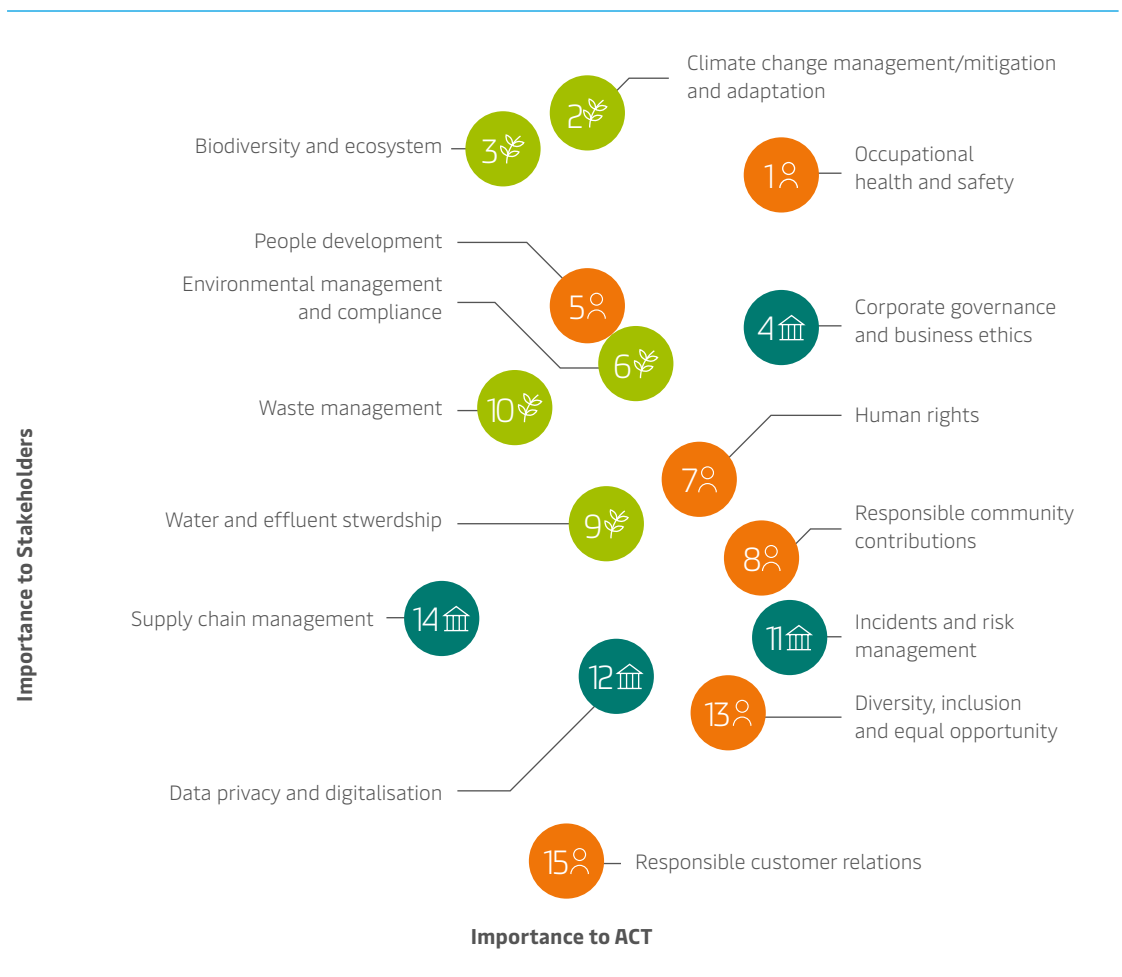 Climate change management/mitigation
and adaptation
2
Biodiversity and ecosystem
3
1
Occupational
health and safety
People development
5
Environmental management
and compliance
6
4
Corporate governance
and business ethics
Waste management
10
Human rights
7
Water and effluent stwerdship
9
Responsible community
contributions
8
Supply chain management
14
11
Incidents and risk
management
12
13
Diversity, inclusion
and equal opportunity
Data privacy and digitalisation
15
Responsible customer relations
Importance to Stakeholders
Importance to ACT